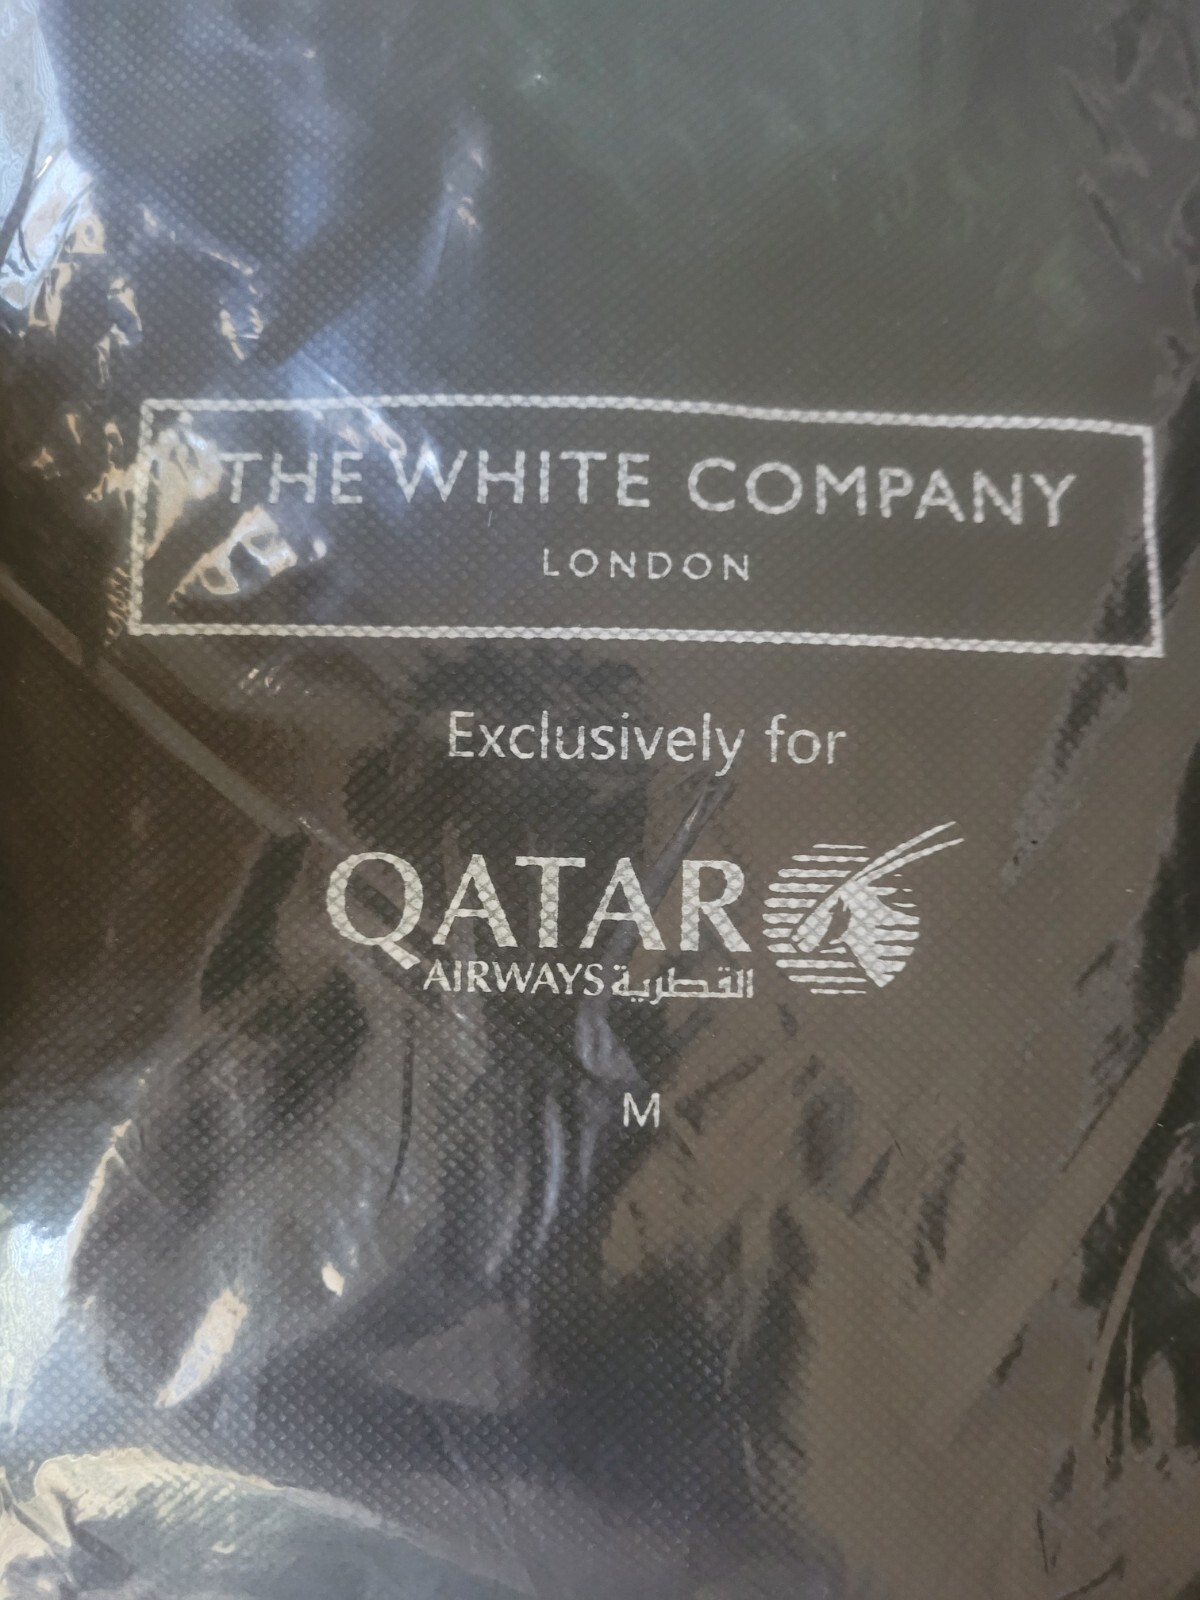 THE WHITE COMPANY
LONDON
Exclusively for
QATAR
AIRWAYS القطرية
M